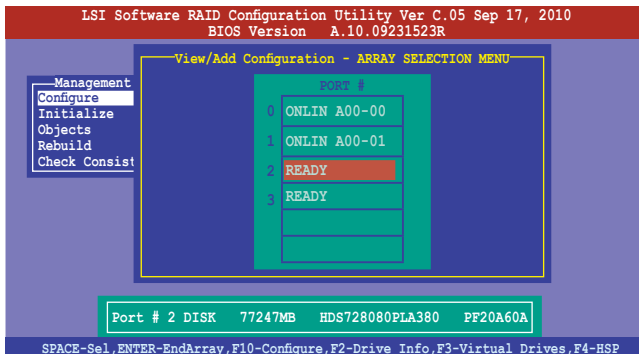 LSI Software RAID Configuration Utility Ver C.05 Sep 17, 2010
BIOS Version A.10.09231523R
View/Add Configuration - ARRAY SELECTION MENU
Management
Configure
Initialize
Objects
Rebuild
Check Consist
PORT #
0 ONLIN A00-00
1 ONLIN A00-01
2 READY
3 READY
Port # 2 DISK 77247MB HDS728080PLA380 PF20A60A
SPACE-Sel,ENTER-EndArray,F10-Configure,F2-Drive Info,F3-Virtual Drives,F4-HSP